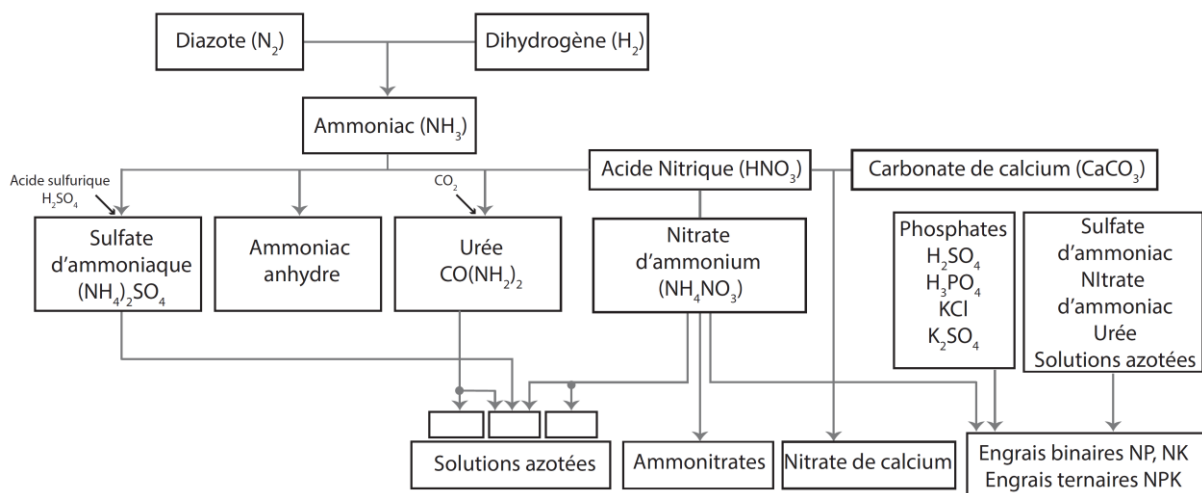 Diazote (N₂)
Dihydrogène (H₂)
Ammoniac (NH₃)
Acide Nitrique (HNO₃)
Carbonate de calcium (CaCO₃)
Acide sulfurique
H₂SO₄
CO₂
Sulfate
d'ammoniaque
(NH₄)₂SO₄
Ammoniac
anhydre
Urée
CO(NH₂)₂
Nitrate
d'ammonium
(NH₄NO₃)
Phosphates
H₂SO₄
H₃PO₄
KCl
K₂SO₄
Sulfate
d'ammoniac
NItrate
d'ammoniac
Urée
Solutions azotées
Solutions azotées
Ammonitrates
Nitrate de calcium
Engrais binaires NP, NK
Engrais ternaires NPK